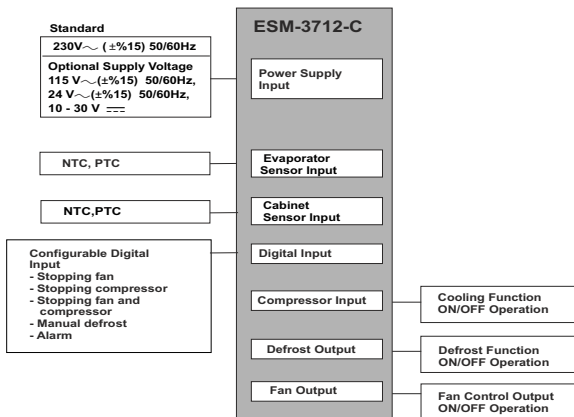 Standard
230V～ ( ±%15) 50/60Hz
Optional Supply Voltage
115 V～(±%15) 50/60Hz,
24 V～(±%15) 50/60Hz,
10 - 30 V ⎓
NTC, PTC
NTC,PTC
Configurable Digital
Input
- Stopping fan
- Stopping compressor
- Stopping fan and
compressor
- Manual defrost
- Alarm
ESM-3712-C
Power Supply
Input
Evaporator
Sensor Input
Cabinet
Sensor Input
Digital Input
Compressor Input
Defrost Output
Fan Output
Cooling Function
ON/OFF Operation
Defrost Function
ON/OFF Operation
Fan Control Output
ON/OFF Operation